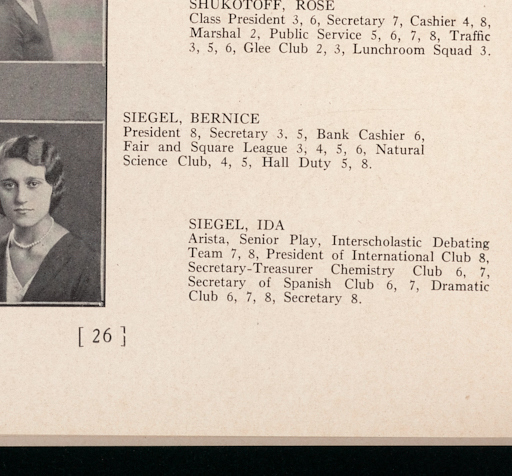 SHUKOTOFF, ROSE
Class President 3, 6, Secretary 7, Cashier 4, 8,
Marshal 2, Public Service 5, 6, 7, 8, Traffic
3, 5, 6, Glee Club 2, 3, Lunchroom Squad 3.
SIEGEL, BERNICE
President 8, Secretary 3, 5, Bank Cashier 6,
Fair and Square League 3, 4, 5, 6, Natural
Science Club, 4, 5, Hall Duty 5, 8.
SIEGEL, IDA
Arista, Senior Play, Interscholastic Debating
Team 7, 8, President of International Club 8,
Secretary-Treasurer Chemistry Club 6, 7,
Secretary of Spanish Club 6, 7, Dramatic
Club 6, 7, 8, Secretary 8.
[ 26 ]